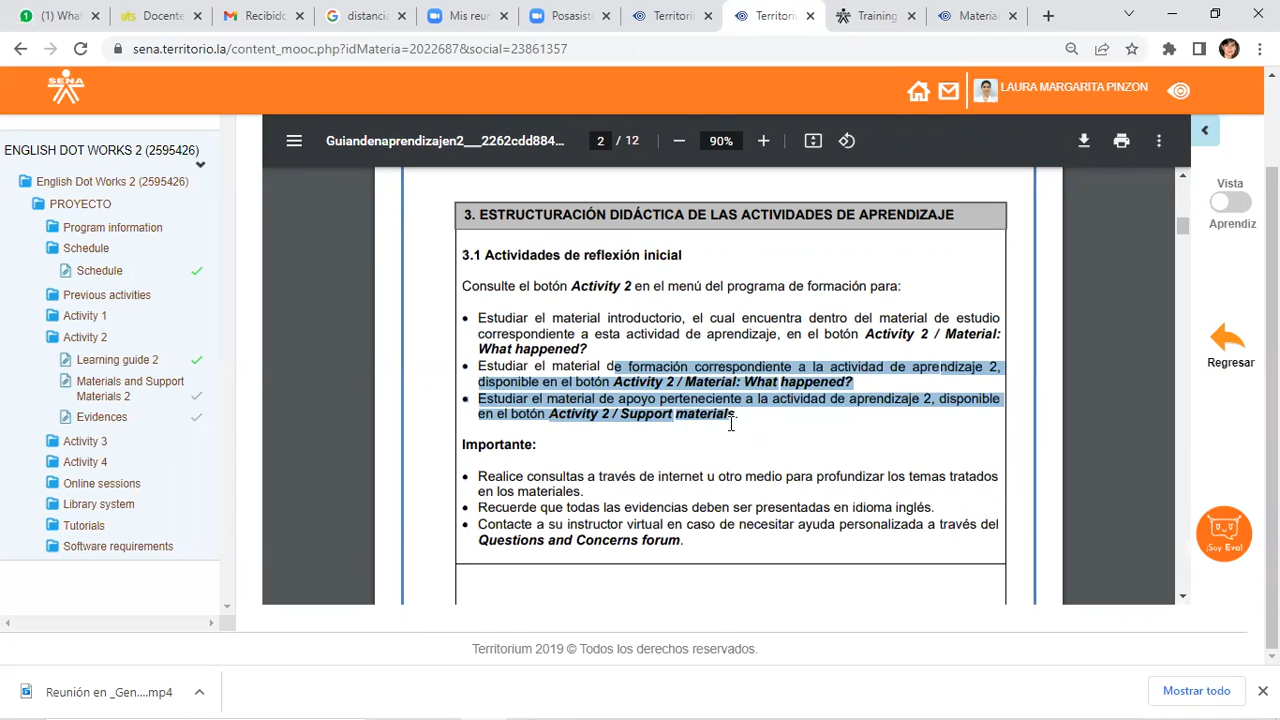 (1) What
Docente
Recibido
distancia
Mis reu
Posasist
Territori
Territori
Training
Materia
sena.territorio.la/content_mooc.php?idMateria=2022687&social=23861357
SENA
LAURA MARGARITA PINZON
ENGLISH DOT WORKS 2 (2595426)
English Dot Works 2 (2595426)
PROYECTO
Program information
Schedule
Schedule
Previous activities
Activity 1
Activity 2
Learning guide 2
Materials and Support
Materials 2
Evidences
Activity 3
Activity 4
Online sessions
Library system
Tutorials
Software requirements
Guiandenaprendizajen2___2262cdd884...
2 / 12
90%
3. ESTRUCTURACIÓN DIDÁCTICA DE LAS ACTIVIDADES DE APRENDIZAJE
3.1 Actividades de reflexión inicial
Consulte el botón Activity 2 en el menú del programa de formación para:
• Estudiar el material introductorio, el cual encuentra dentro del material de estudio
correspondiente a esta actividad de aprendizaje, en el botón Activity 2 / Material:
What happened?
• Estudiar el material de formación correspondiente a la actividad de aprendizaje 2,
disponible en el botón Activity 2 / Material: What happened?
• Estudiar el material de apoyo perteneciente a la actividad de aprendizaje 2, disponible
en el botón Activity 2 / Support materials.
Importante:
• Realice consultas a través de internet u otro medio para profundizar los temas tratados
en los materiales.
• Recuerde que todas las evidencias deben ser presentadas en idioma inglés.
• Contacte a su instructor virtual en caso de necesitar ayuda personalizada a través del
Questions and Concerns forum.
Vista
Aprendiz
Regresar
¡Soy Eva!
Territorium 2019 © Todos los derechos reservados.
Reunión en _Gen....mp4
Mostrar todo